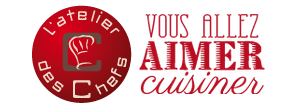 l'atelier
des Chefs
VOUS ALLEZ
AIMER
cuisiner